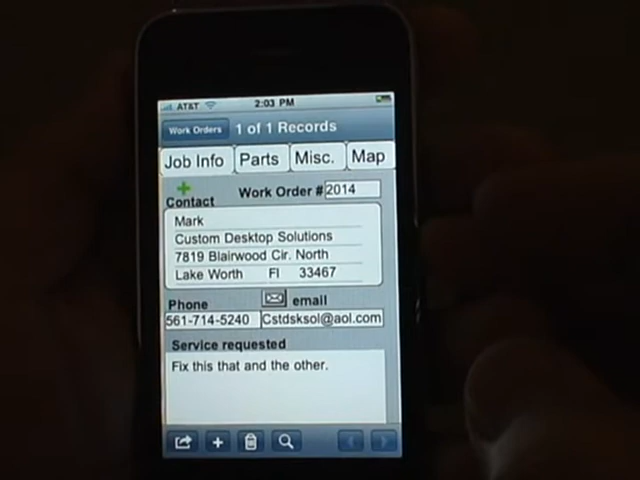 AT&T 2:03 PM
Work Orders 1 of 1 Records
Job Info Parts Misc. Map
Contact Work Order # 2014
Mark
Custom Desktop Solutions
7819 Blairwood Cir. North
Lake Worth Fl 33467
Phone email
561-714-5240 Cstdsksol@aol.com
Service requested
Fix this that and the other.